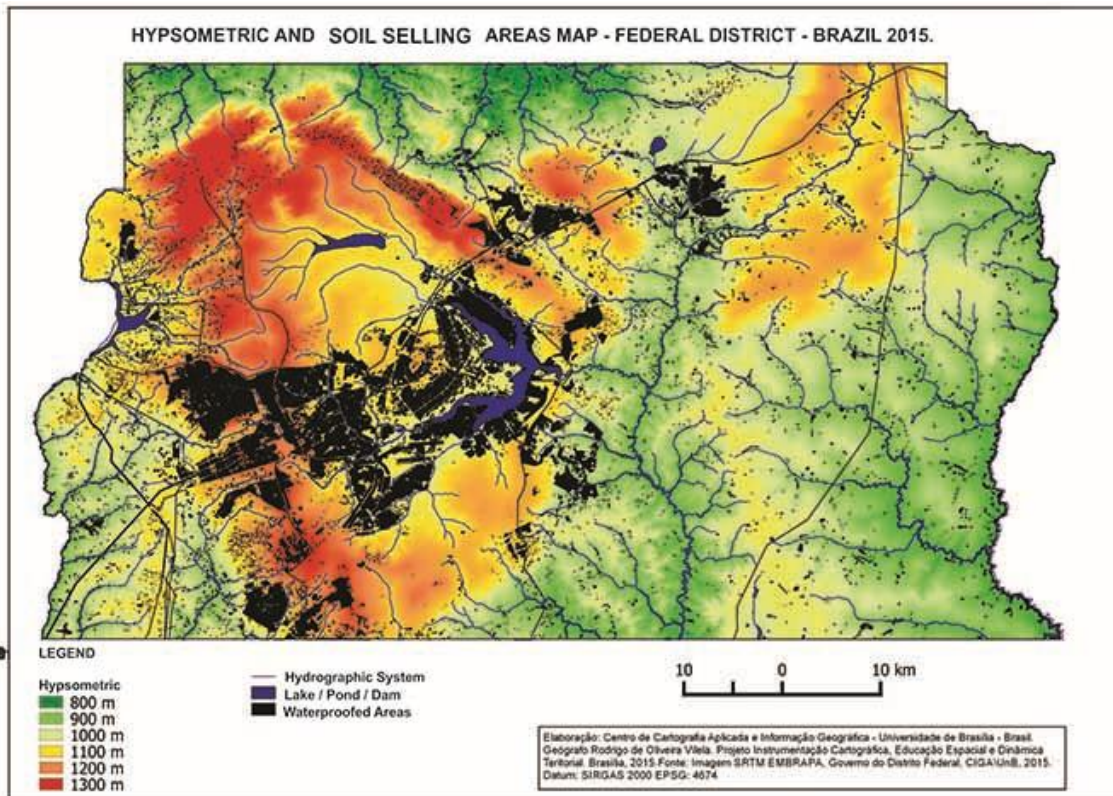 HYPSOMETRIC AND SOIL SELLING AREAS MAP - FEDERAL DISTRICT - BRAZIL 2015.
LEGEND
Hypsometric
800 m
900 m
1000 m
1100 m
1200 m
1300 m
Hydrographic System
Lake / Pond / Dam
Waterproofed Areas
10 0 10 km
Elaboração: Centro de Cartografia Aplicada e Informação Geográfica - Universidade de Brasília - Brasil.
Geógrafo Rodrigo de Oliveira Vilela. Projeto Instrumentação Cartográfica, Educação Espacial e Dinâmica
Teritorial. Brasília, 2015.Fonte: Imagem SRTM EMBRAPA, Governo do Distrito Federal, CIGA\UnB, 2015.
Datum: SIRGAS 2000 EPSG: 4674